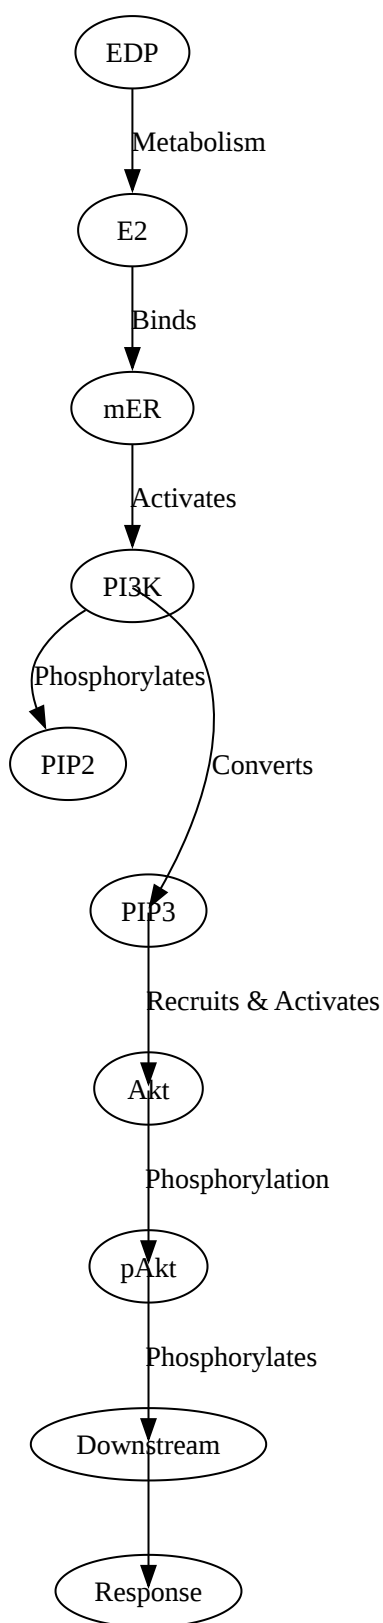 EDP
Metabolism
E2
Binds
mER
Activates
PI3K
Phosphorylates
PIP2
Converts
PIP3
Recruits & Activates
Akt
Phosphorylation
pAkt
Phosphorylates
Downstream
Response